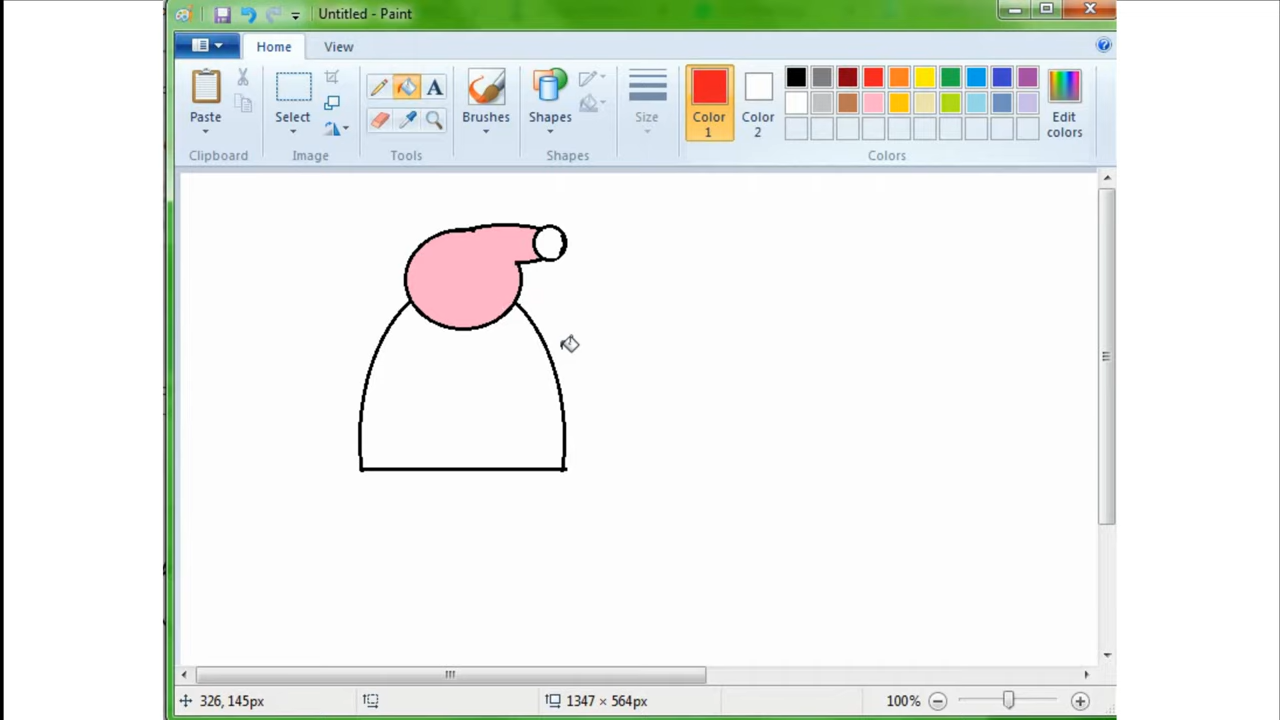 Untitled - Paint
Home View
Paste Select A Brushes Shapes Size Color 1 Color 2 Edit colors
Clipboard Image Tools Shapes Colors
326, 145px 1347 × 564px 100%